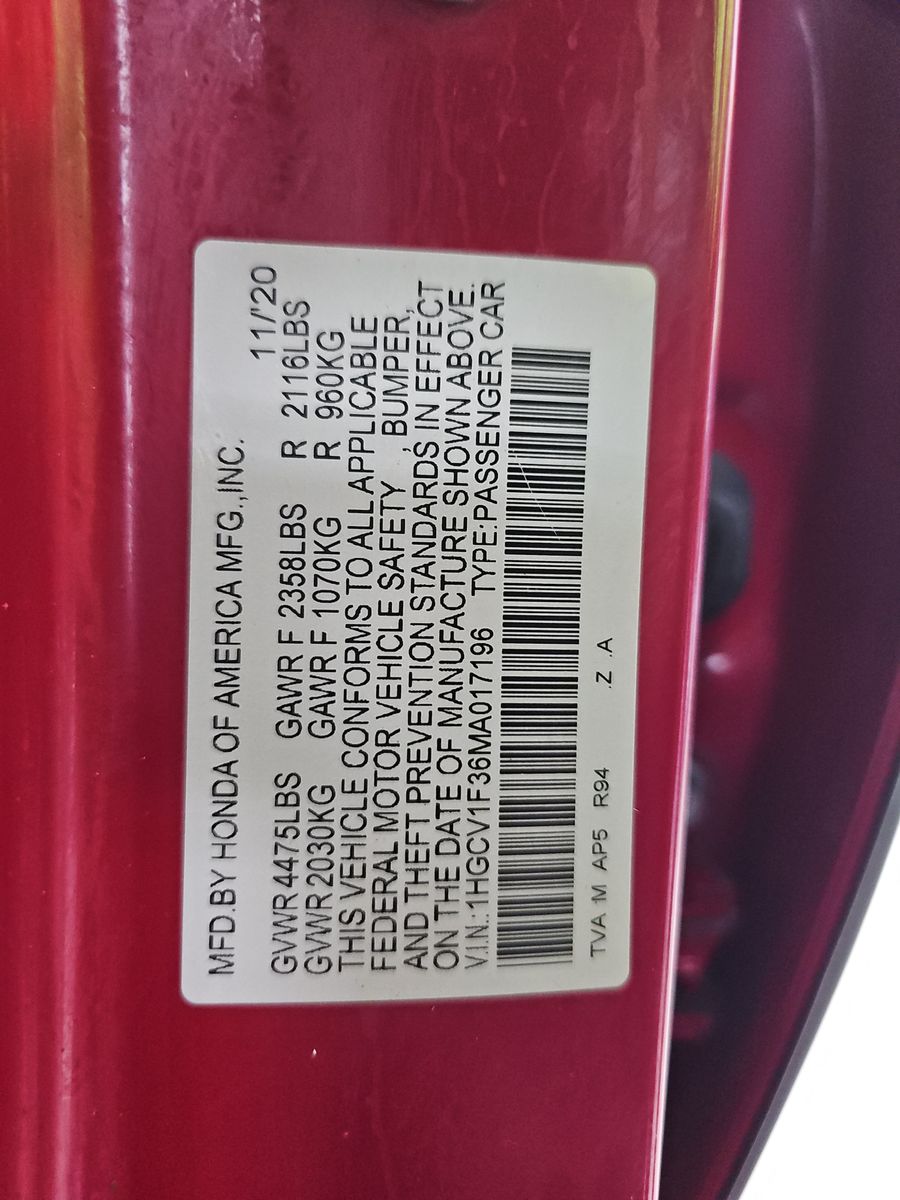 MFD.BY HONDA OF AMERICA MFG.,INC. 11/'20
GVWR 4475LBS GAWR F 2358LBS R 2116LBS
GVWR 2030KG GAWR F 1070KG R 960KG
THIS VEHICLE CONFORMS TO ALL APPLICABLE
FEDERAL MOTOR VEHICLE SAFETY , BUMPER,
AND THEFT PREVENTION STANDARDS IN EFFECT
ON THE DATE OF MANUFACTURE SHOWN ABOVE.
V.I.N.:1HGCV1F36MA017196 TYPE:PASSENGER CAR
TVA 1M AP5 R94 .Z .A